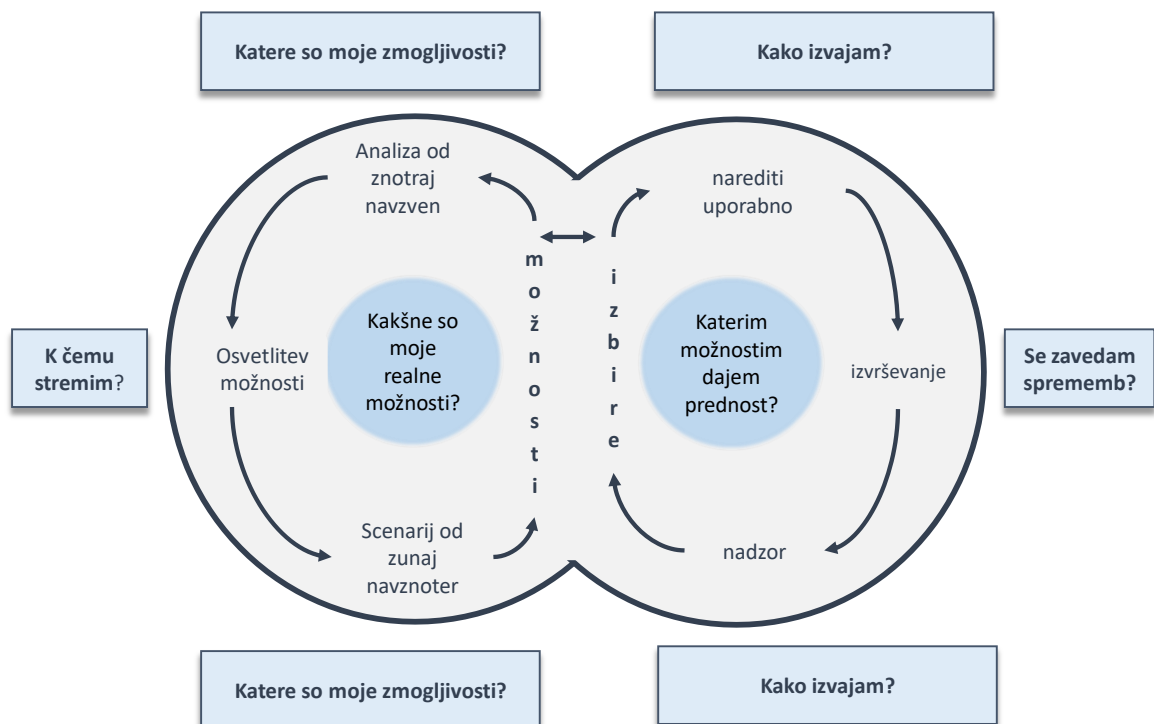 Katere so moje zmogljivosti?
Kako izvajam?
Analiza od
znotraj
navzven
narediti
uporabno
možnosti
izbire
K čemu
stremim?
Osvetlitev
možnosti
Kakšne so
moje
realne
možnosti?
Katerim
možnostim
dajem
prednost?
izvrševanje
Se zavedam
sprememb?
Scenarij od
zunaj
navznoter
nadzor
Katere so moje zmogljivosti?
Kako izvajam?